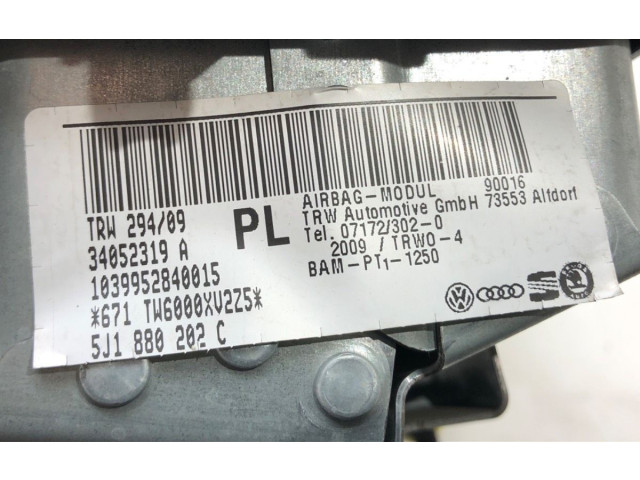 TRW 294/09
34052319 A
1039952840015
*671 TW6000XV2Z5*
5J1 880 202 C
PL
AIRBAG-MODUL 90016
TRW Automotive GmbH 73553 Alfdorf
Tel. 07172/302-0
2009 / TRWO-4
BAM-PT1-1250